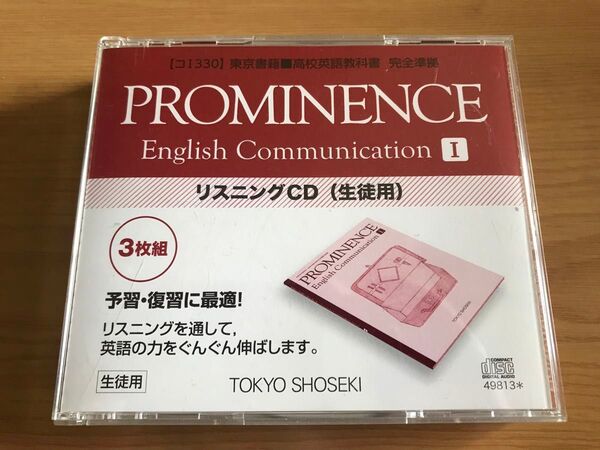 【コⅠ330】東京書籍■高校英語教科書 完全準拠
PROMINENCE
English Communication I
リスニングCD（生徒用）
3枚組
予習・復習に最適!
リスニングを通して,
英語の力をぐんぐん伸ばします。
生徒用
TOKYO SHOSEKI
PROMINENCE
English Communication I
TOKYO SHOSEKI
COMPACT
disc
DIGITAL AUDIO
49813*